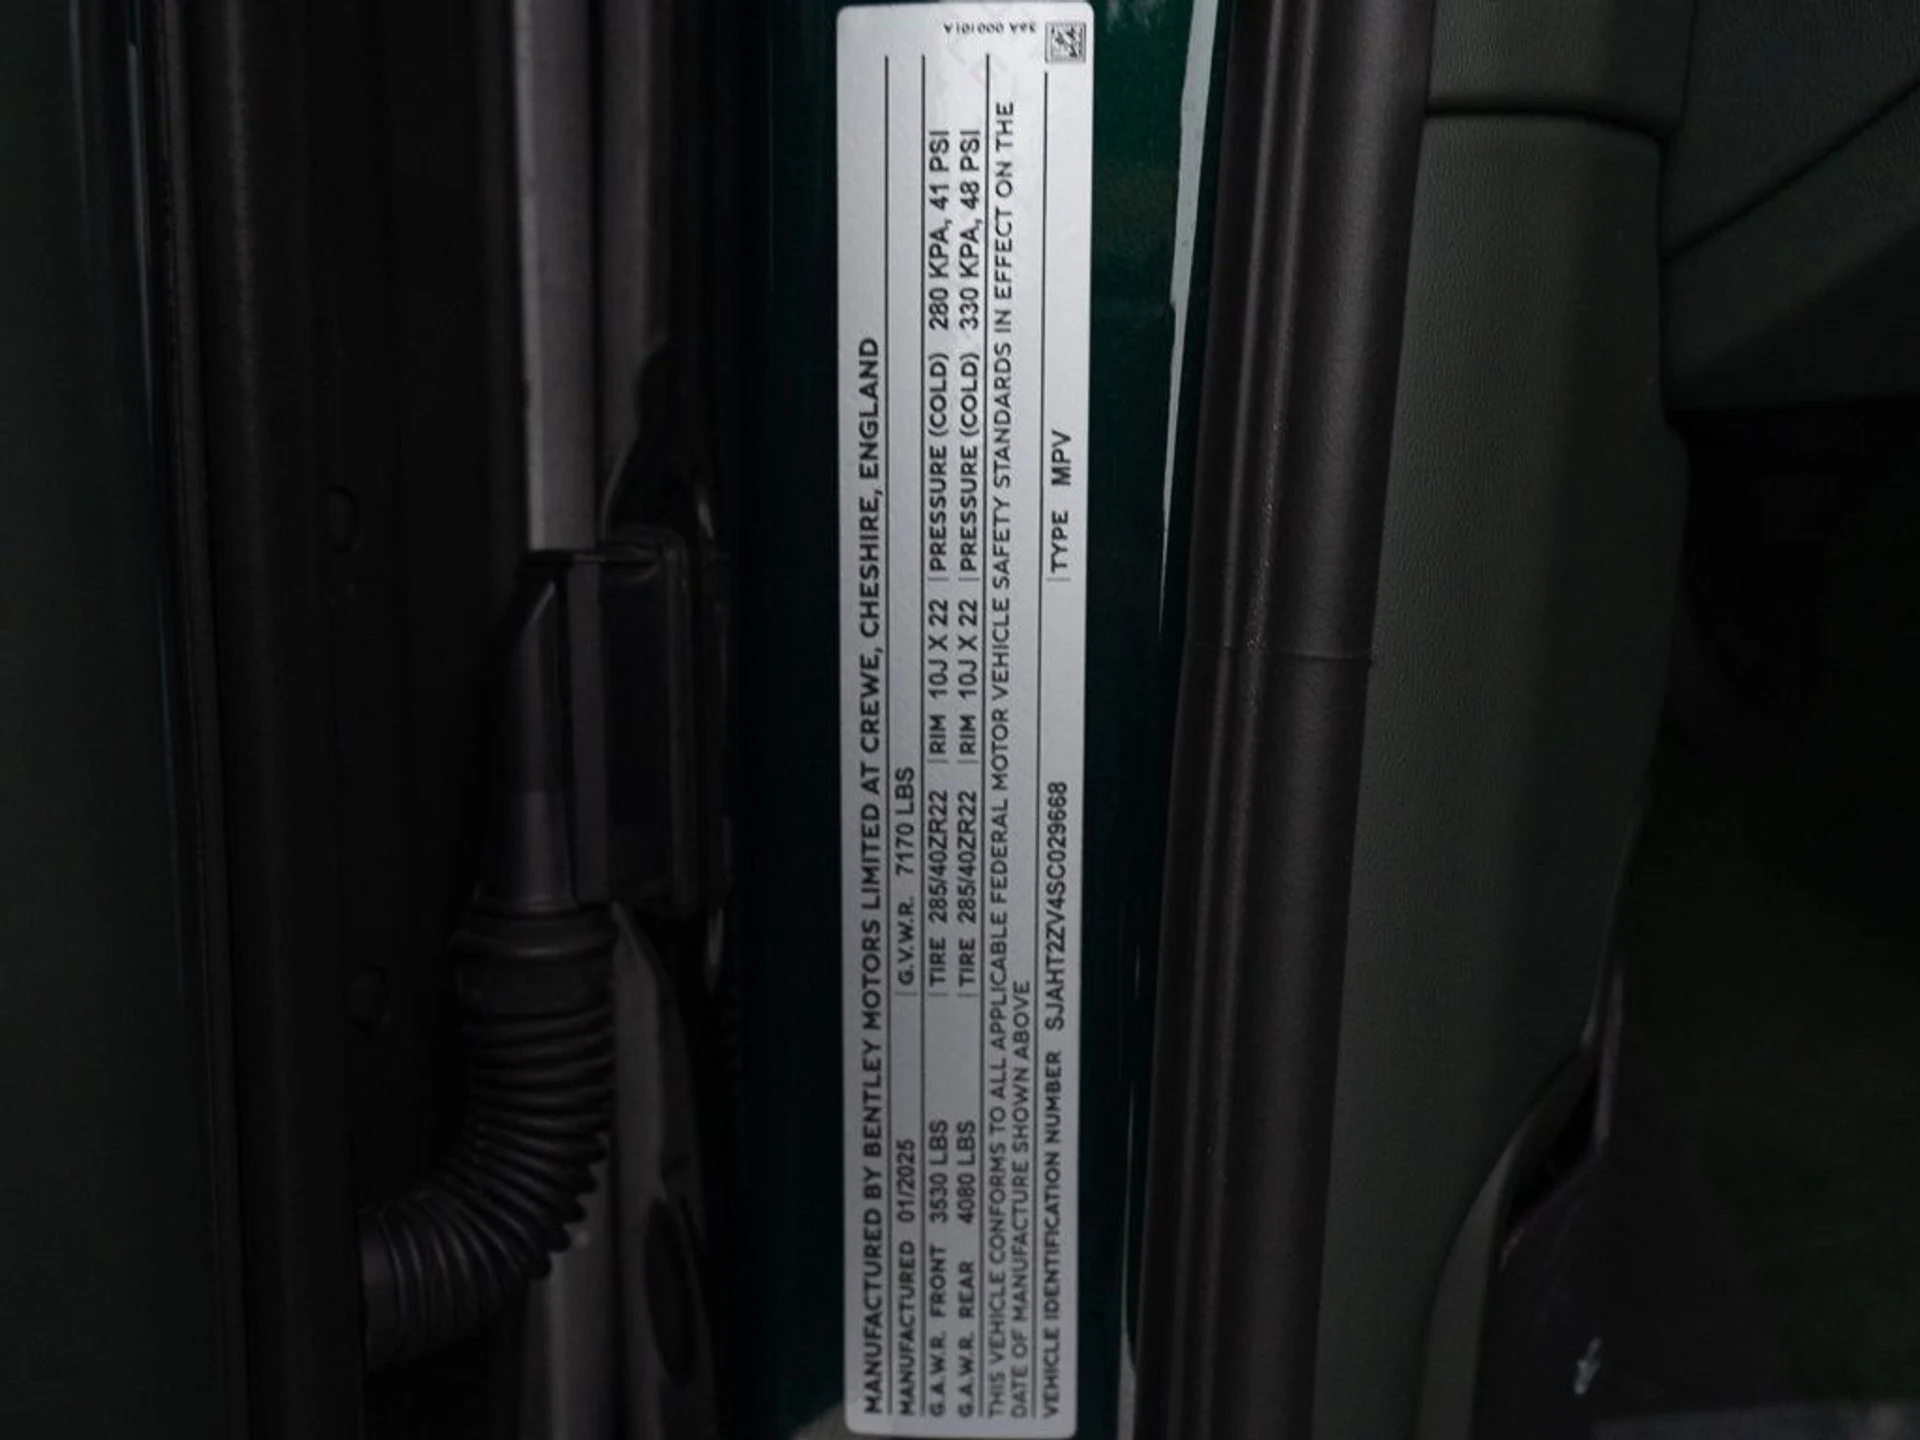 MANUFACTURED BY BENTLEY MOTORS LIMITED AT CREWE, CHESHIRE, ENGLAND
MANUFACTURED 01/2025 G.V.W.R. 7170 LBS
G.A.W.R. FRONT 3530 LBS TIRE 285/40ZR22 RIM 10J X 22 PRESSURE (COLD) 280 KPA, 41 PSI
G.A.W.R. REAR 4080 LBS TIRE 285/40ZR22 RIM 10J X 22 PRESSURE (COLD) 330 KPA, 48 PSI
THIS VEHICLE CONFORMS TO ALL APPLICABLE FEDERAL MOTOR VEHICLE SAFETY STANDARDS IN EFFECT ON THE
DATE OF MANUFACTURE SHOWN ABOVE
VEHICLE IDENTIFICATION NUMBER SJAHT2ZV4SC029668 TYPE MPV